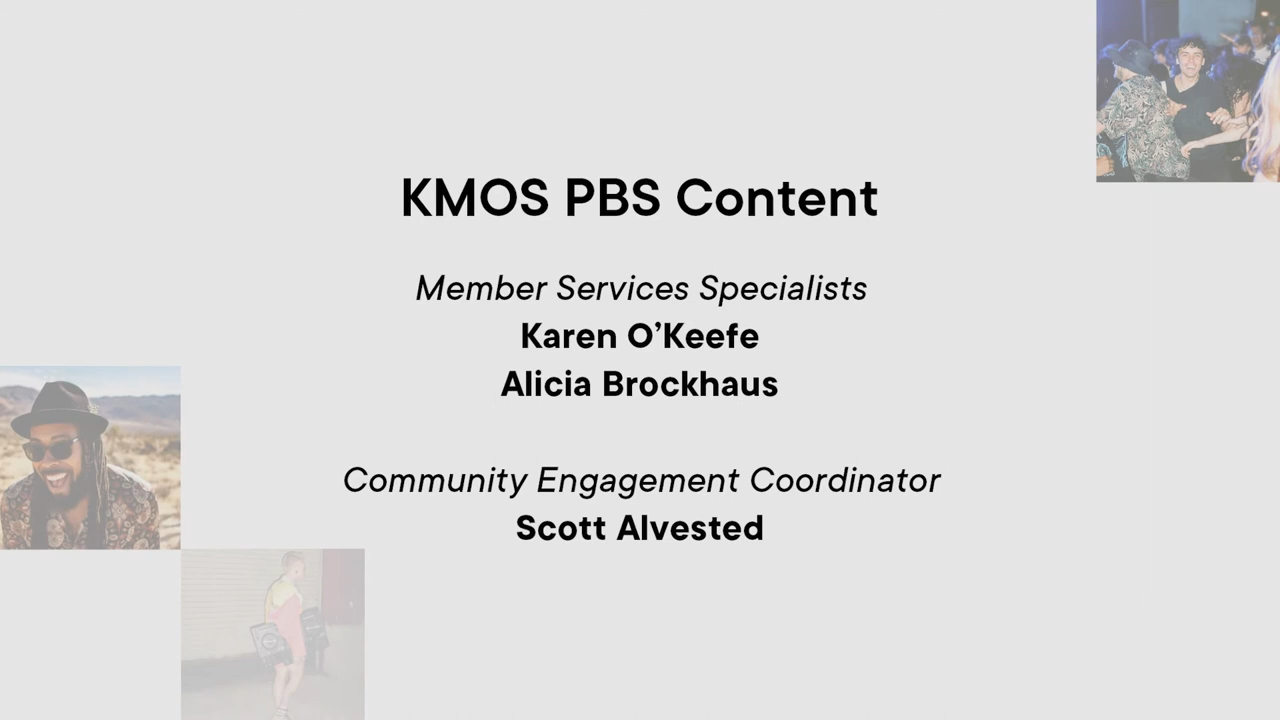 KMOS PBS Content
Member Services Specialists
Karen O’Keefe
Alicia Brockhaus
Community Engagement Coordinator
Scott Alvested